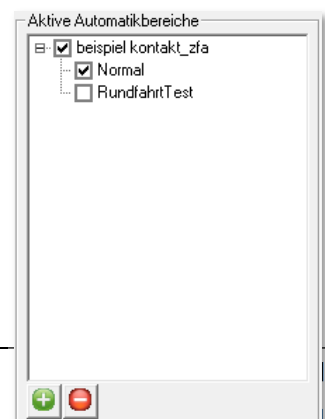 Aktive Automatikbereiche
beispiel kontakt_zfa
Normal
RundfahrtTest